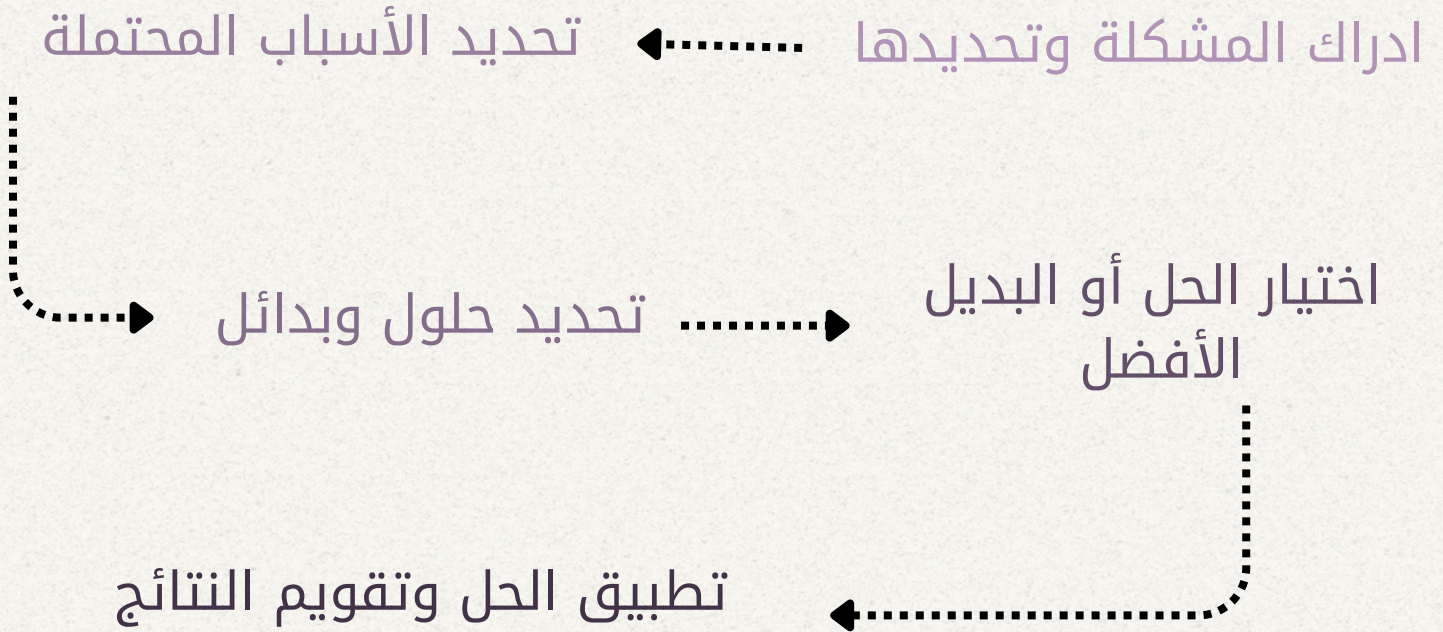 ادراك المشكلة وتحديدها
تحديد الأسباب المحتملة
تحديد حلول وبدائل
اختيار الحل أو البديل
الأفضل
تطبيق الحل وتقويم النتائج